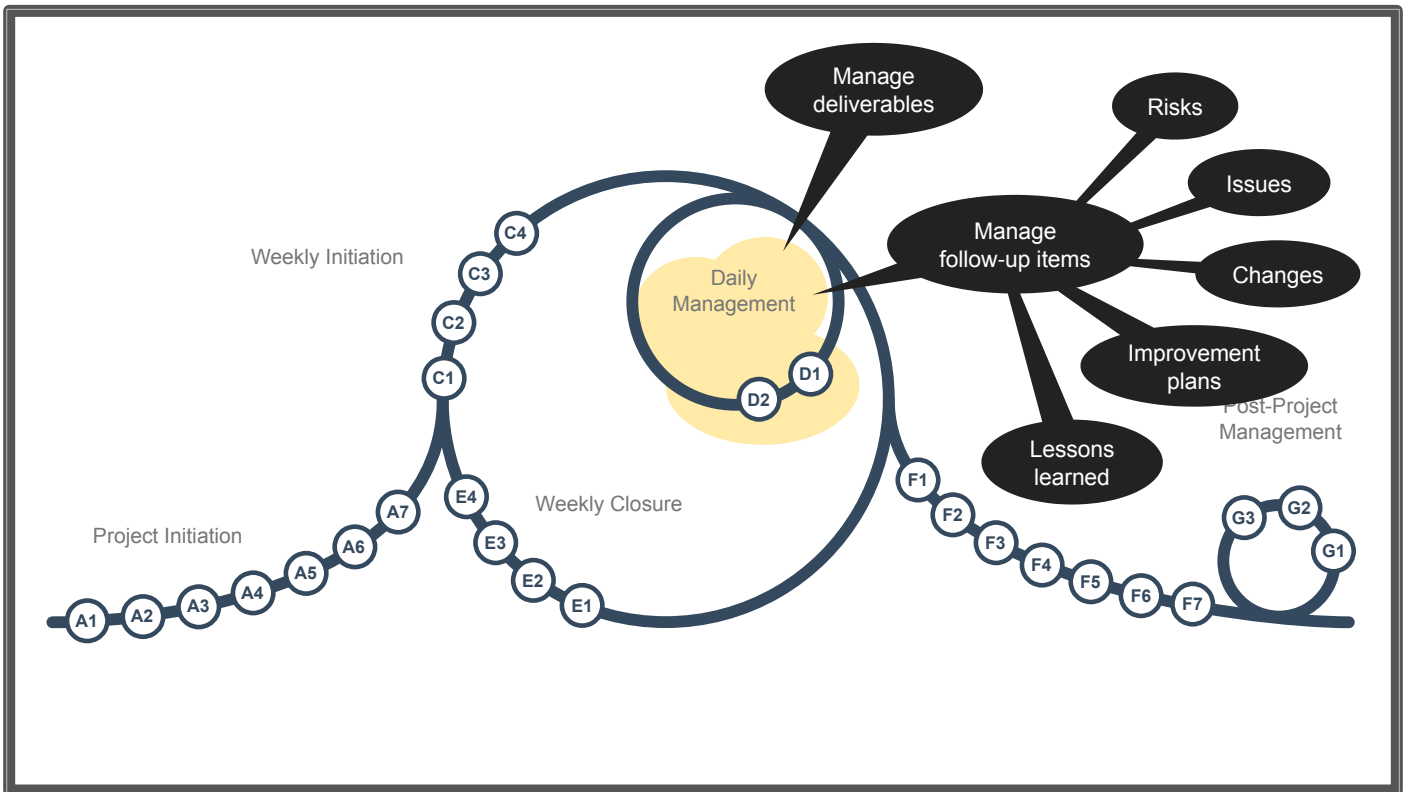 Manage
deliverables
Risks
Issues
Manage
follow-up items
Changes
Improvement
plans
Lessons
learned
Weekly Initiation
C4
C3
C2
C1
Daily
Management
D1
D2
Post-Project
Management
Weekly Closure
E4
E3
E2
E1
Project Initiation
A1
A2
A3
A4
A5
A6
A7
F1
F2
F3
F4
F5
F6
F7
G3
G2
G1